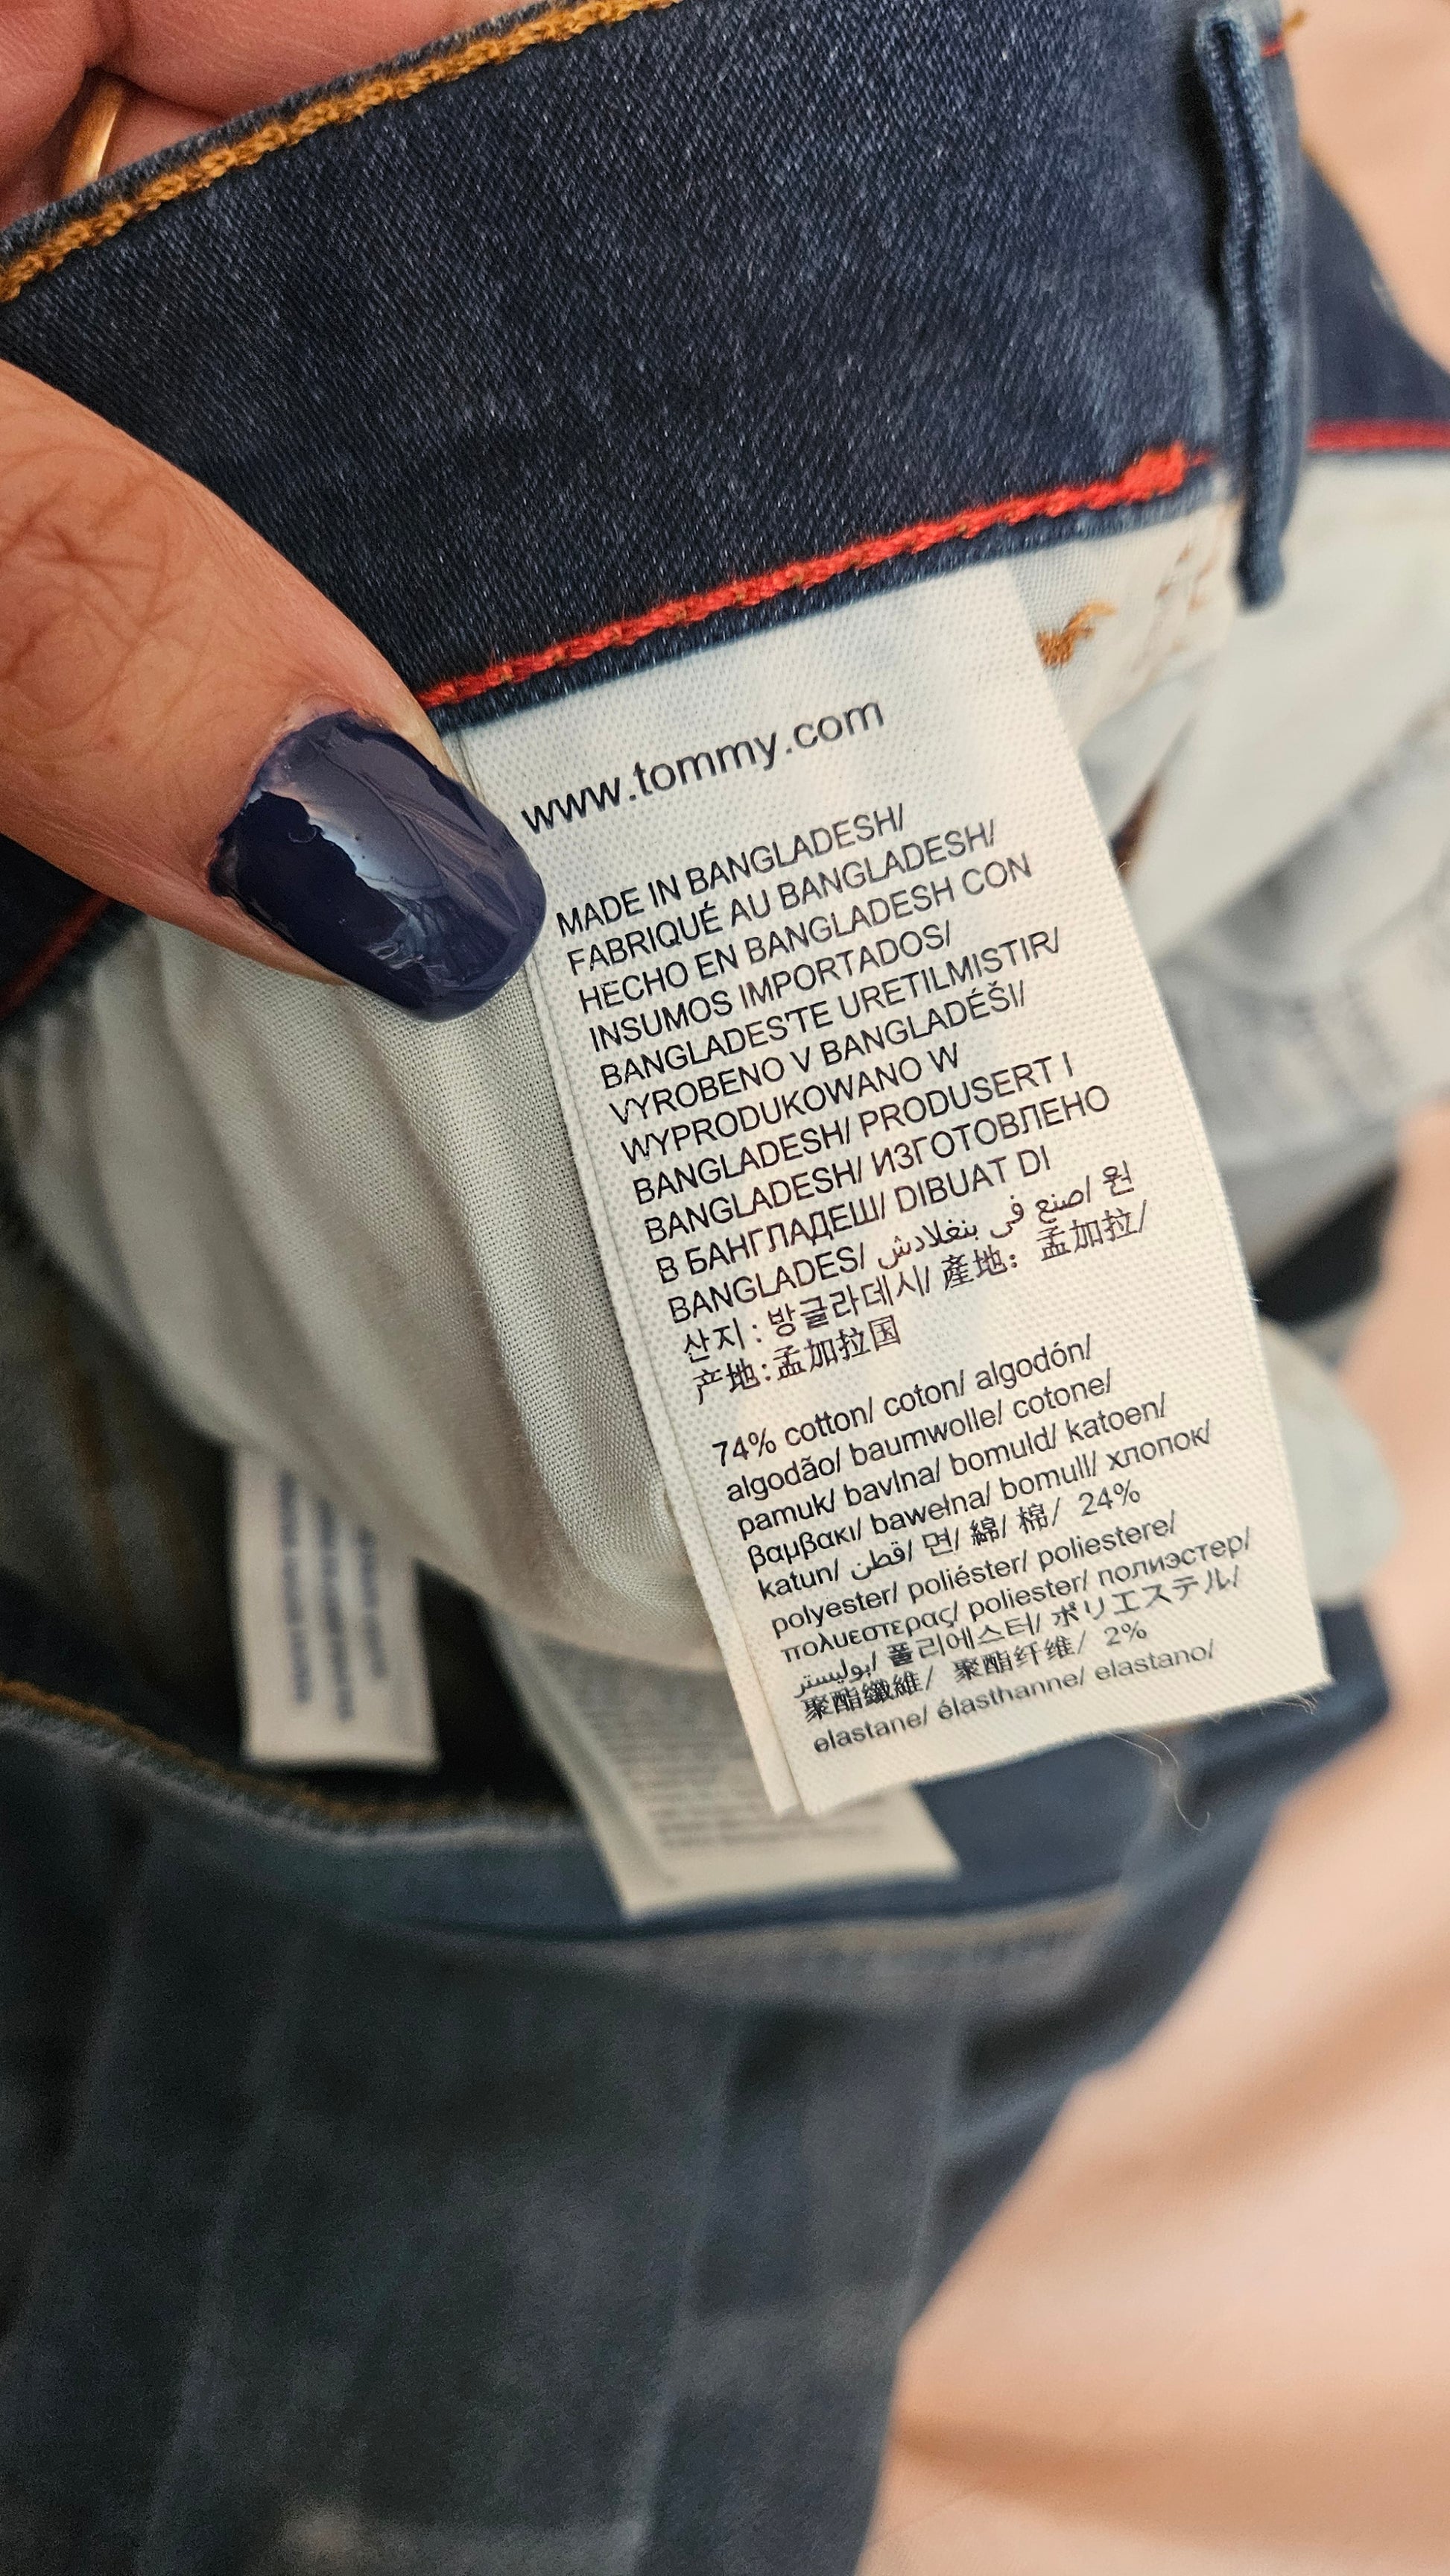 www.tommy.com
MADE IN BANGLADESH/
FABRIQUÉ AU BANGLADESH/
HECHO EN BANGLADESH CON
INSUMOS IMPORTADOS/
BANGLADES'TE URETILMISTIR/
VYROBENO V BANGLADÉŠI/
WYPRODUKOWANO W
BANGLADESH/ PRODUSERT I
BANGLADESH/ ИЗГОТОВЛЕНО
В БАНГЛАДЕШ/ DIBUAT DI
BANGLADES/ صنع في بنغلادش/ 원
산지 : 방글라데시/ 產地: 孟加拉/
产地:孟加拉国
74% cotton/ coton/ algodón/
algodão/ baumwolle/ cotone/
pamuk/ bavlna/ bomuld/ katoen/
βαμβακι/ bawełna/ bomull/ хлопок/
katun/ قطن/ 면/ 綿/ 棉/ 24%
polyester/ poliéster/ poliestere/
πολυεστερας/ poliester/ полиэстер/
بوليستر/ 폴리에스터/ ポリエステル/
聚酯纖維/ 聚酯纤维/ 2%
elastane/ élasthanne/ elastano/